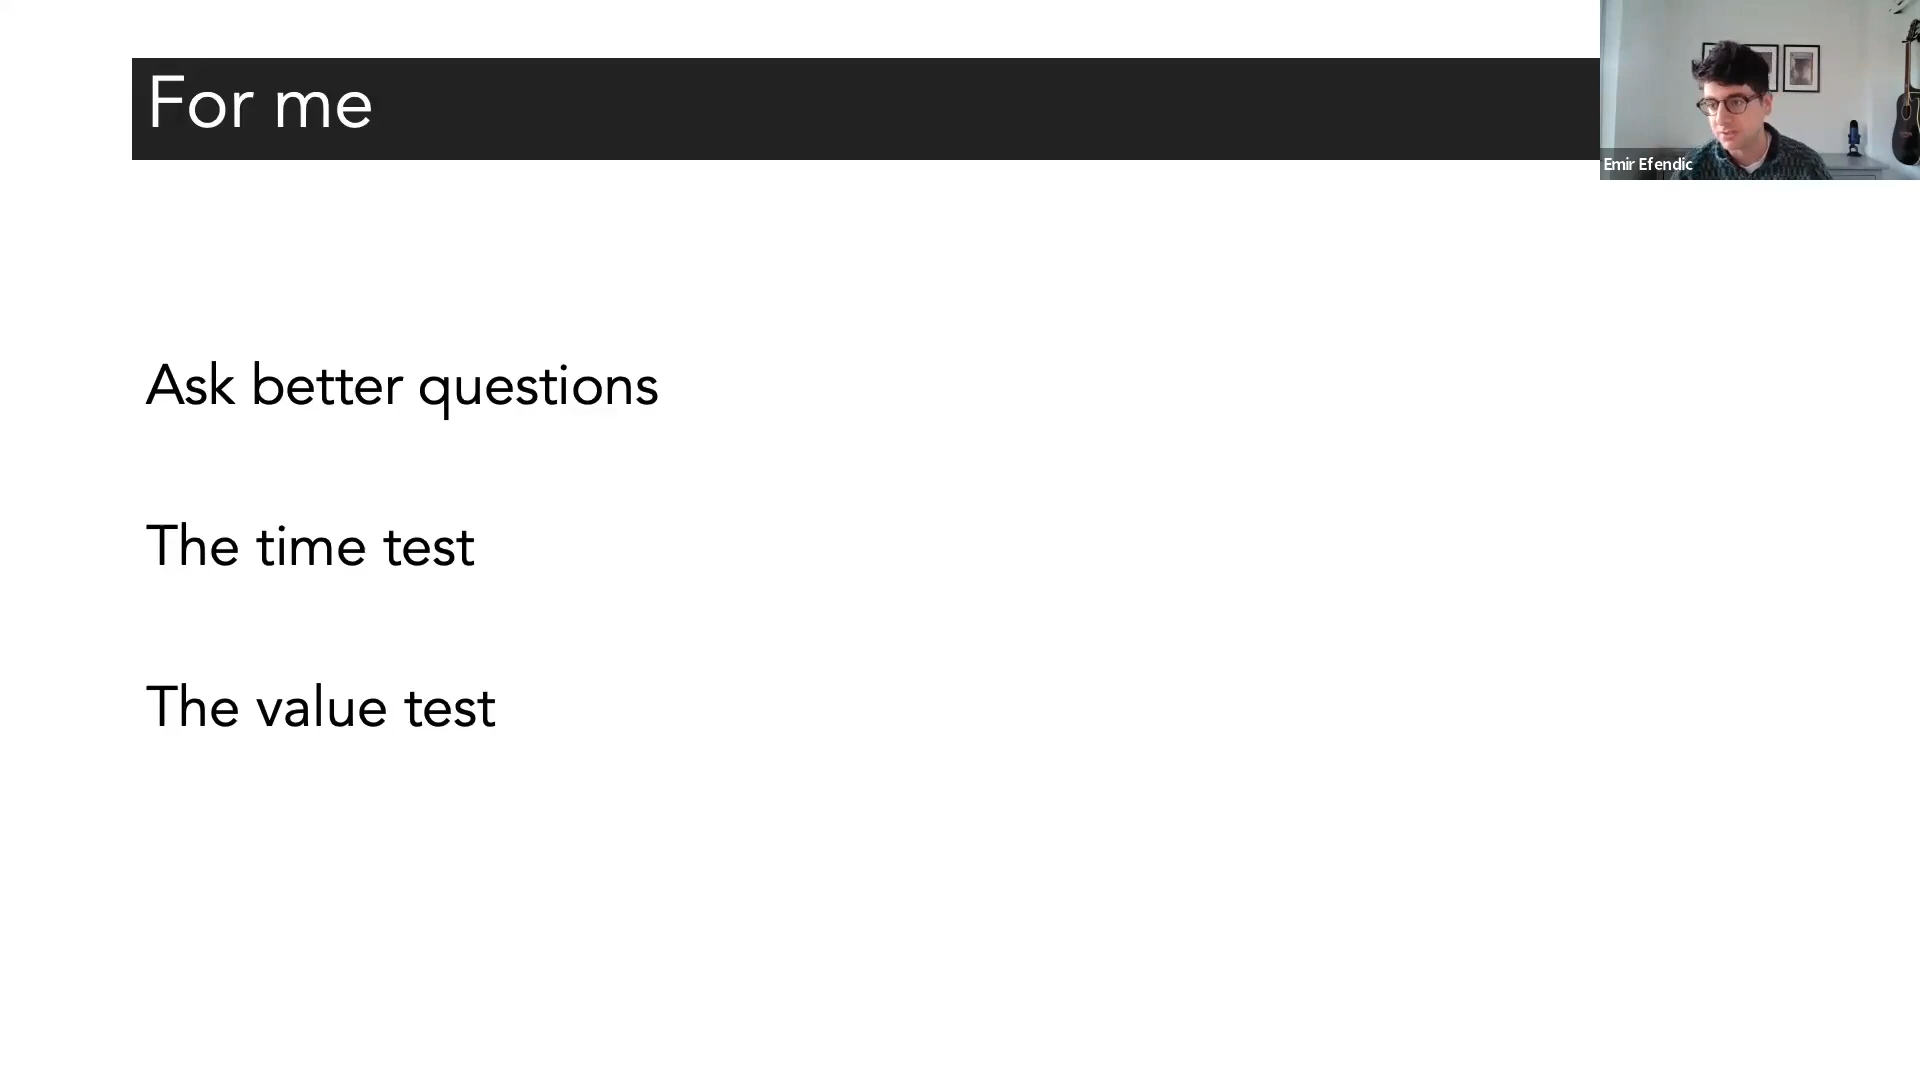 For me
Emir Efendic
Ask better questions
The time test
The value test